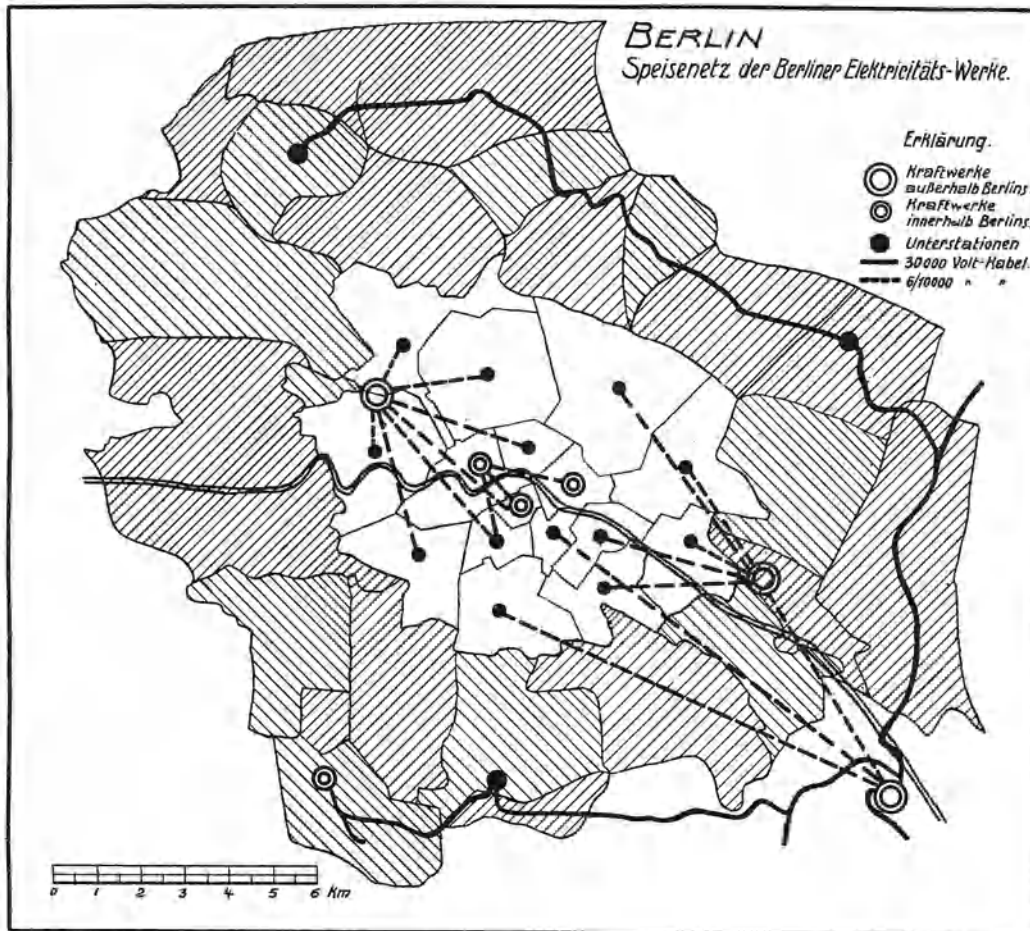 BERLIN
Speisenetz der Berliner Elektricitäts-Werke.
Erklärung.
Kraftwerke
außerhalb Berlins
Kraftwerke
innerhalb Berlins.
Unterstationen
30000 Volt-Kabel.
6/10000 " "
0 1 2 3 4 5 6 Km